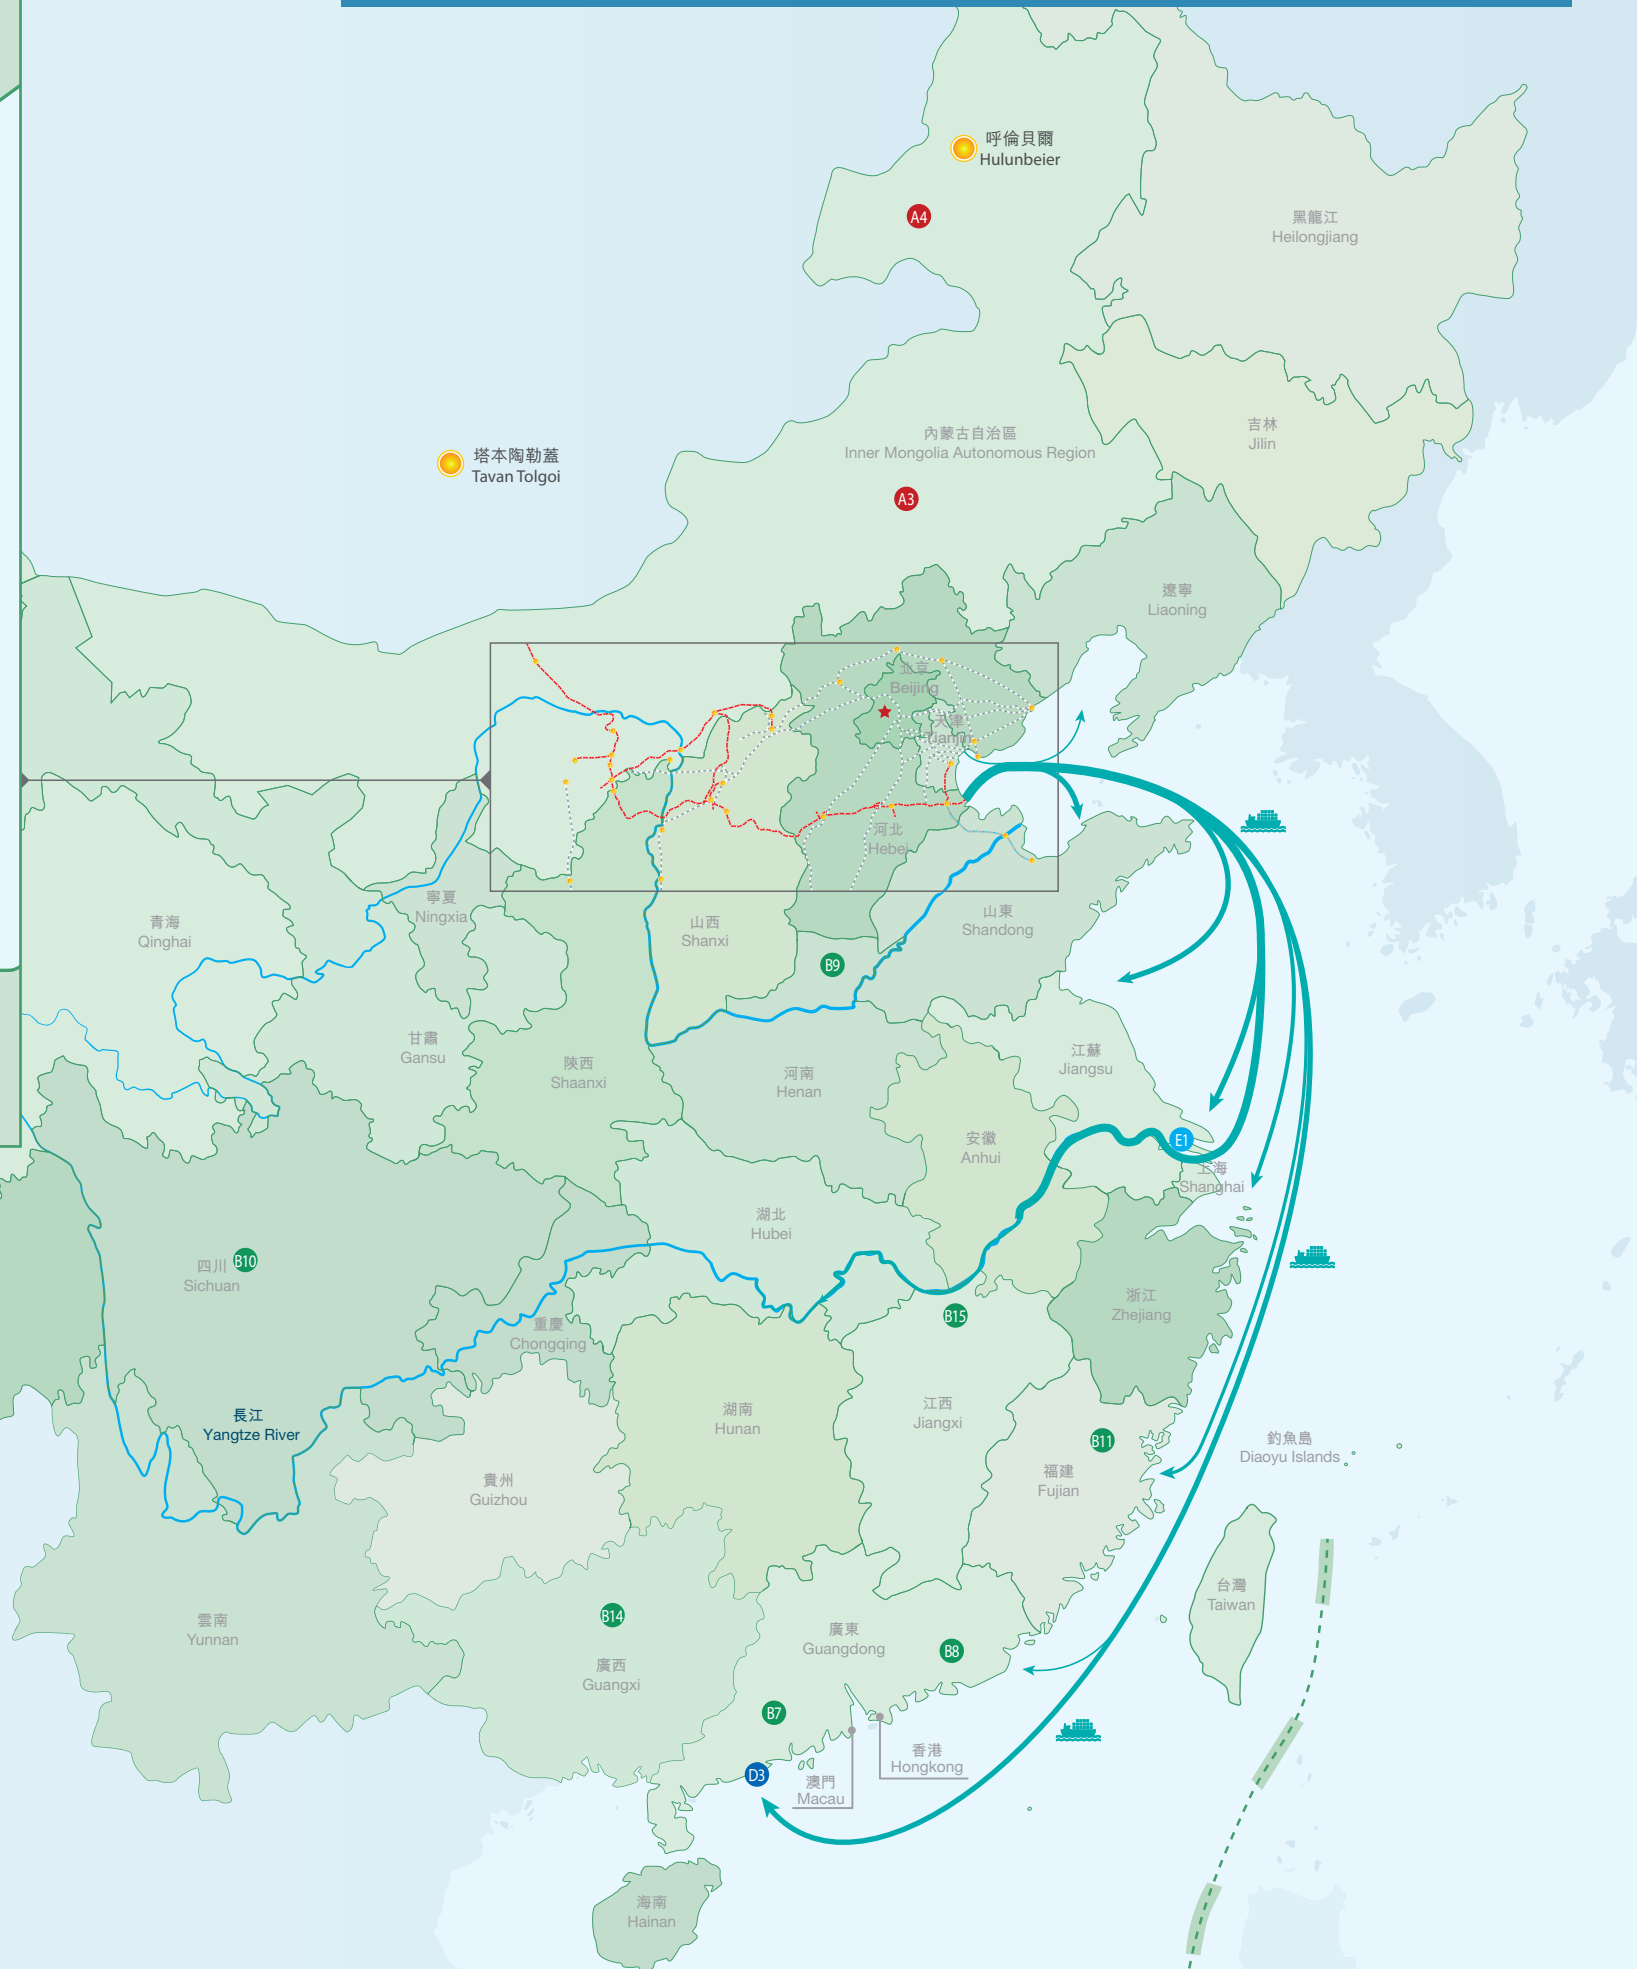 呼倫貝爾
Hulunbeier
A4
黑龍江
Heilongjiang
吉林
Jilin
內蒙古自治區
Inner Mongolia Autonomous Region
塔本陶勒蓋
Tavan Tolgoi
A3
遼寧
Liaoning
北京
Beijing
天津
Tianjin
河北
Hebei
寧夏
Ningxia
青海
Qinghai
山西
Shanxi
山東
Shandong
B9
甘肅
Gansu
陝西
Shaanxi
河南
Henan
江蘇
Jiangsu
安徽
Anhui
E1
上海
Shanghai
湖北
Hubei
四川
B10
Sichuan
重慶
Chongqing
B15
浙江
Zhejiang
長江
Yangtze River
湖南
Hunan
江西
Jiangxi
B11
釣魚島
Diaoyu Islands
貴州
Guizhou
福建
Fujian
台灣
Taiwan
雲南
Yunnan
B14
廣西
Guangxi
廣東
Guangdong
B8
B7
D3
香港
Hongkong
澳門
Macau
海南
Hainan